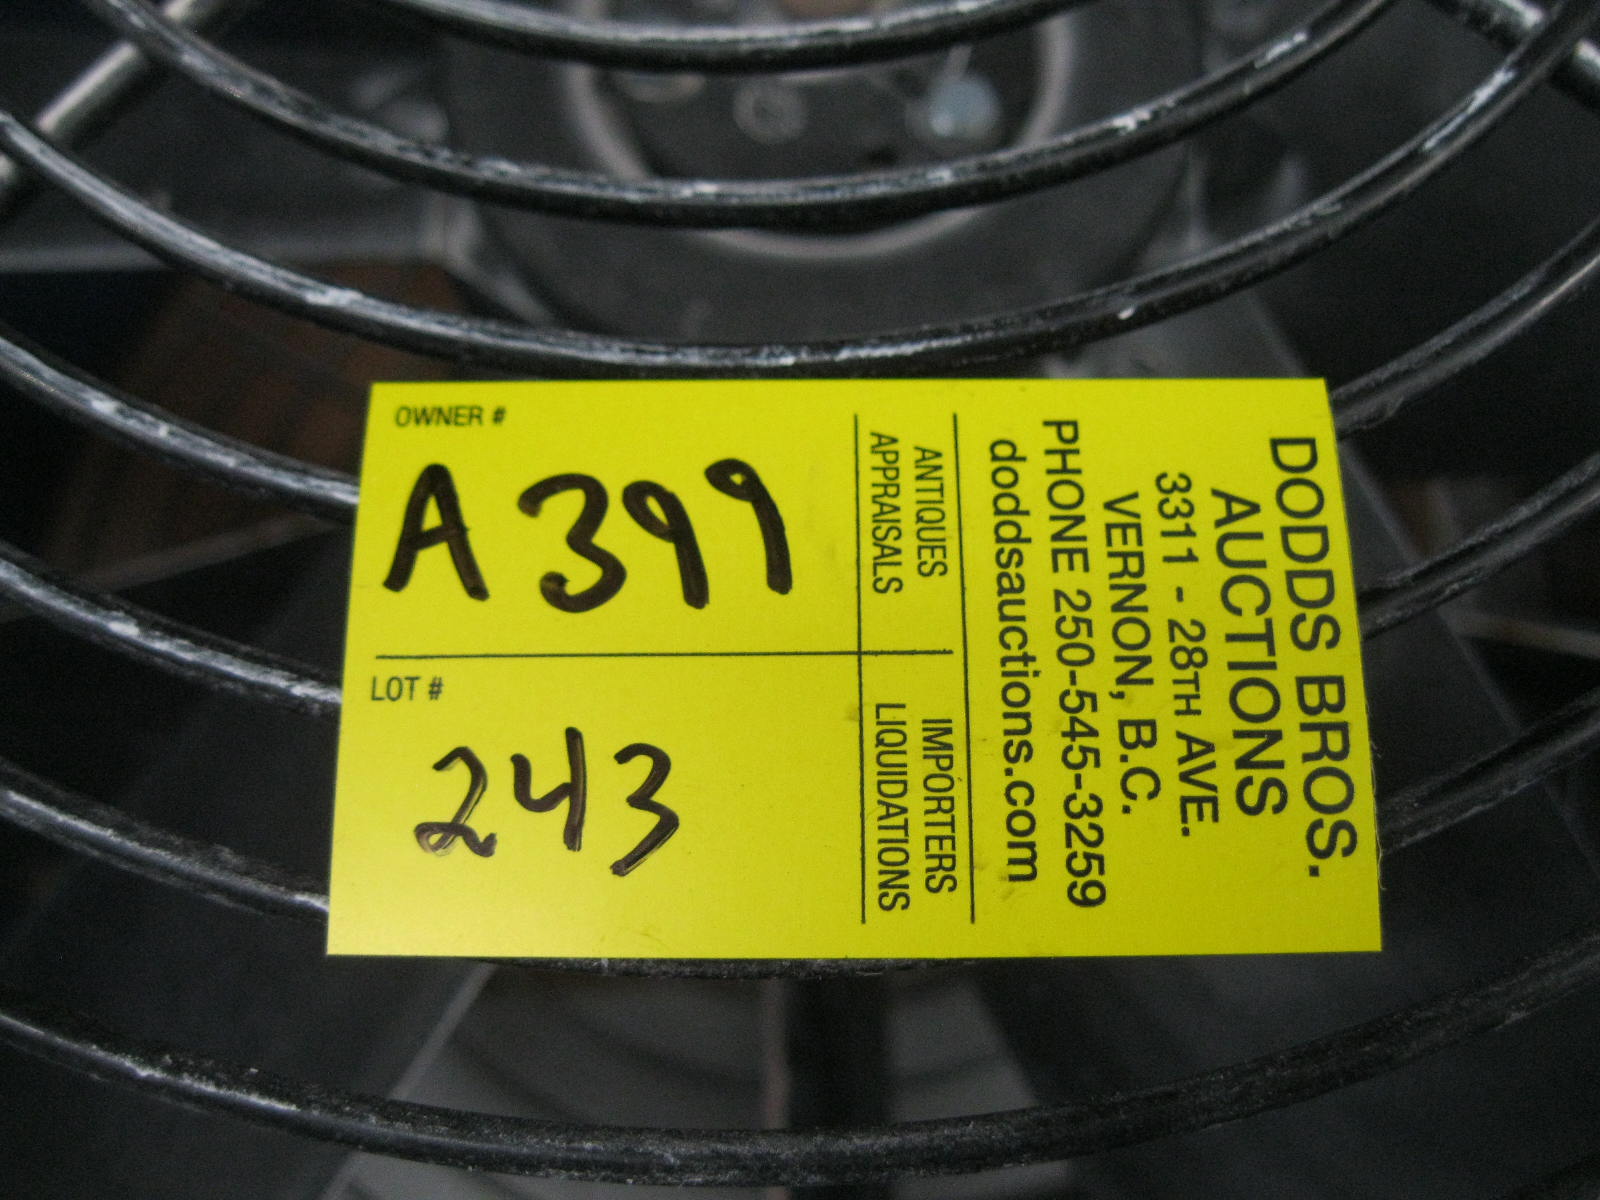 OWNER #
A399
LOT #
243
DODDS BROS.
AUCTIONS
3311 - 28TH AVE.
VERNON, B.C.
PHONE 250-545-3259
doddsauctions.com
ANTIQUES IMPORTERS
APPRAISALS LIQUIDATIONS